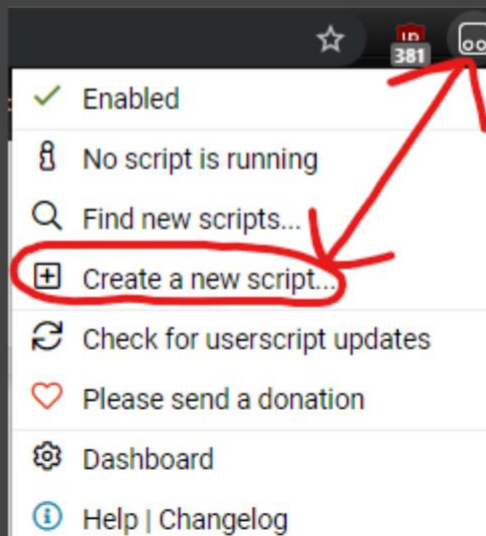 381
Enabled
No script is running
Find new scripts...
Create a new script...
Check for userscript updates
Please send a donation
Dashboard
Help | Changelog